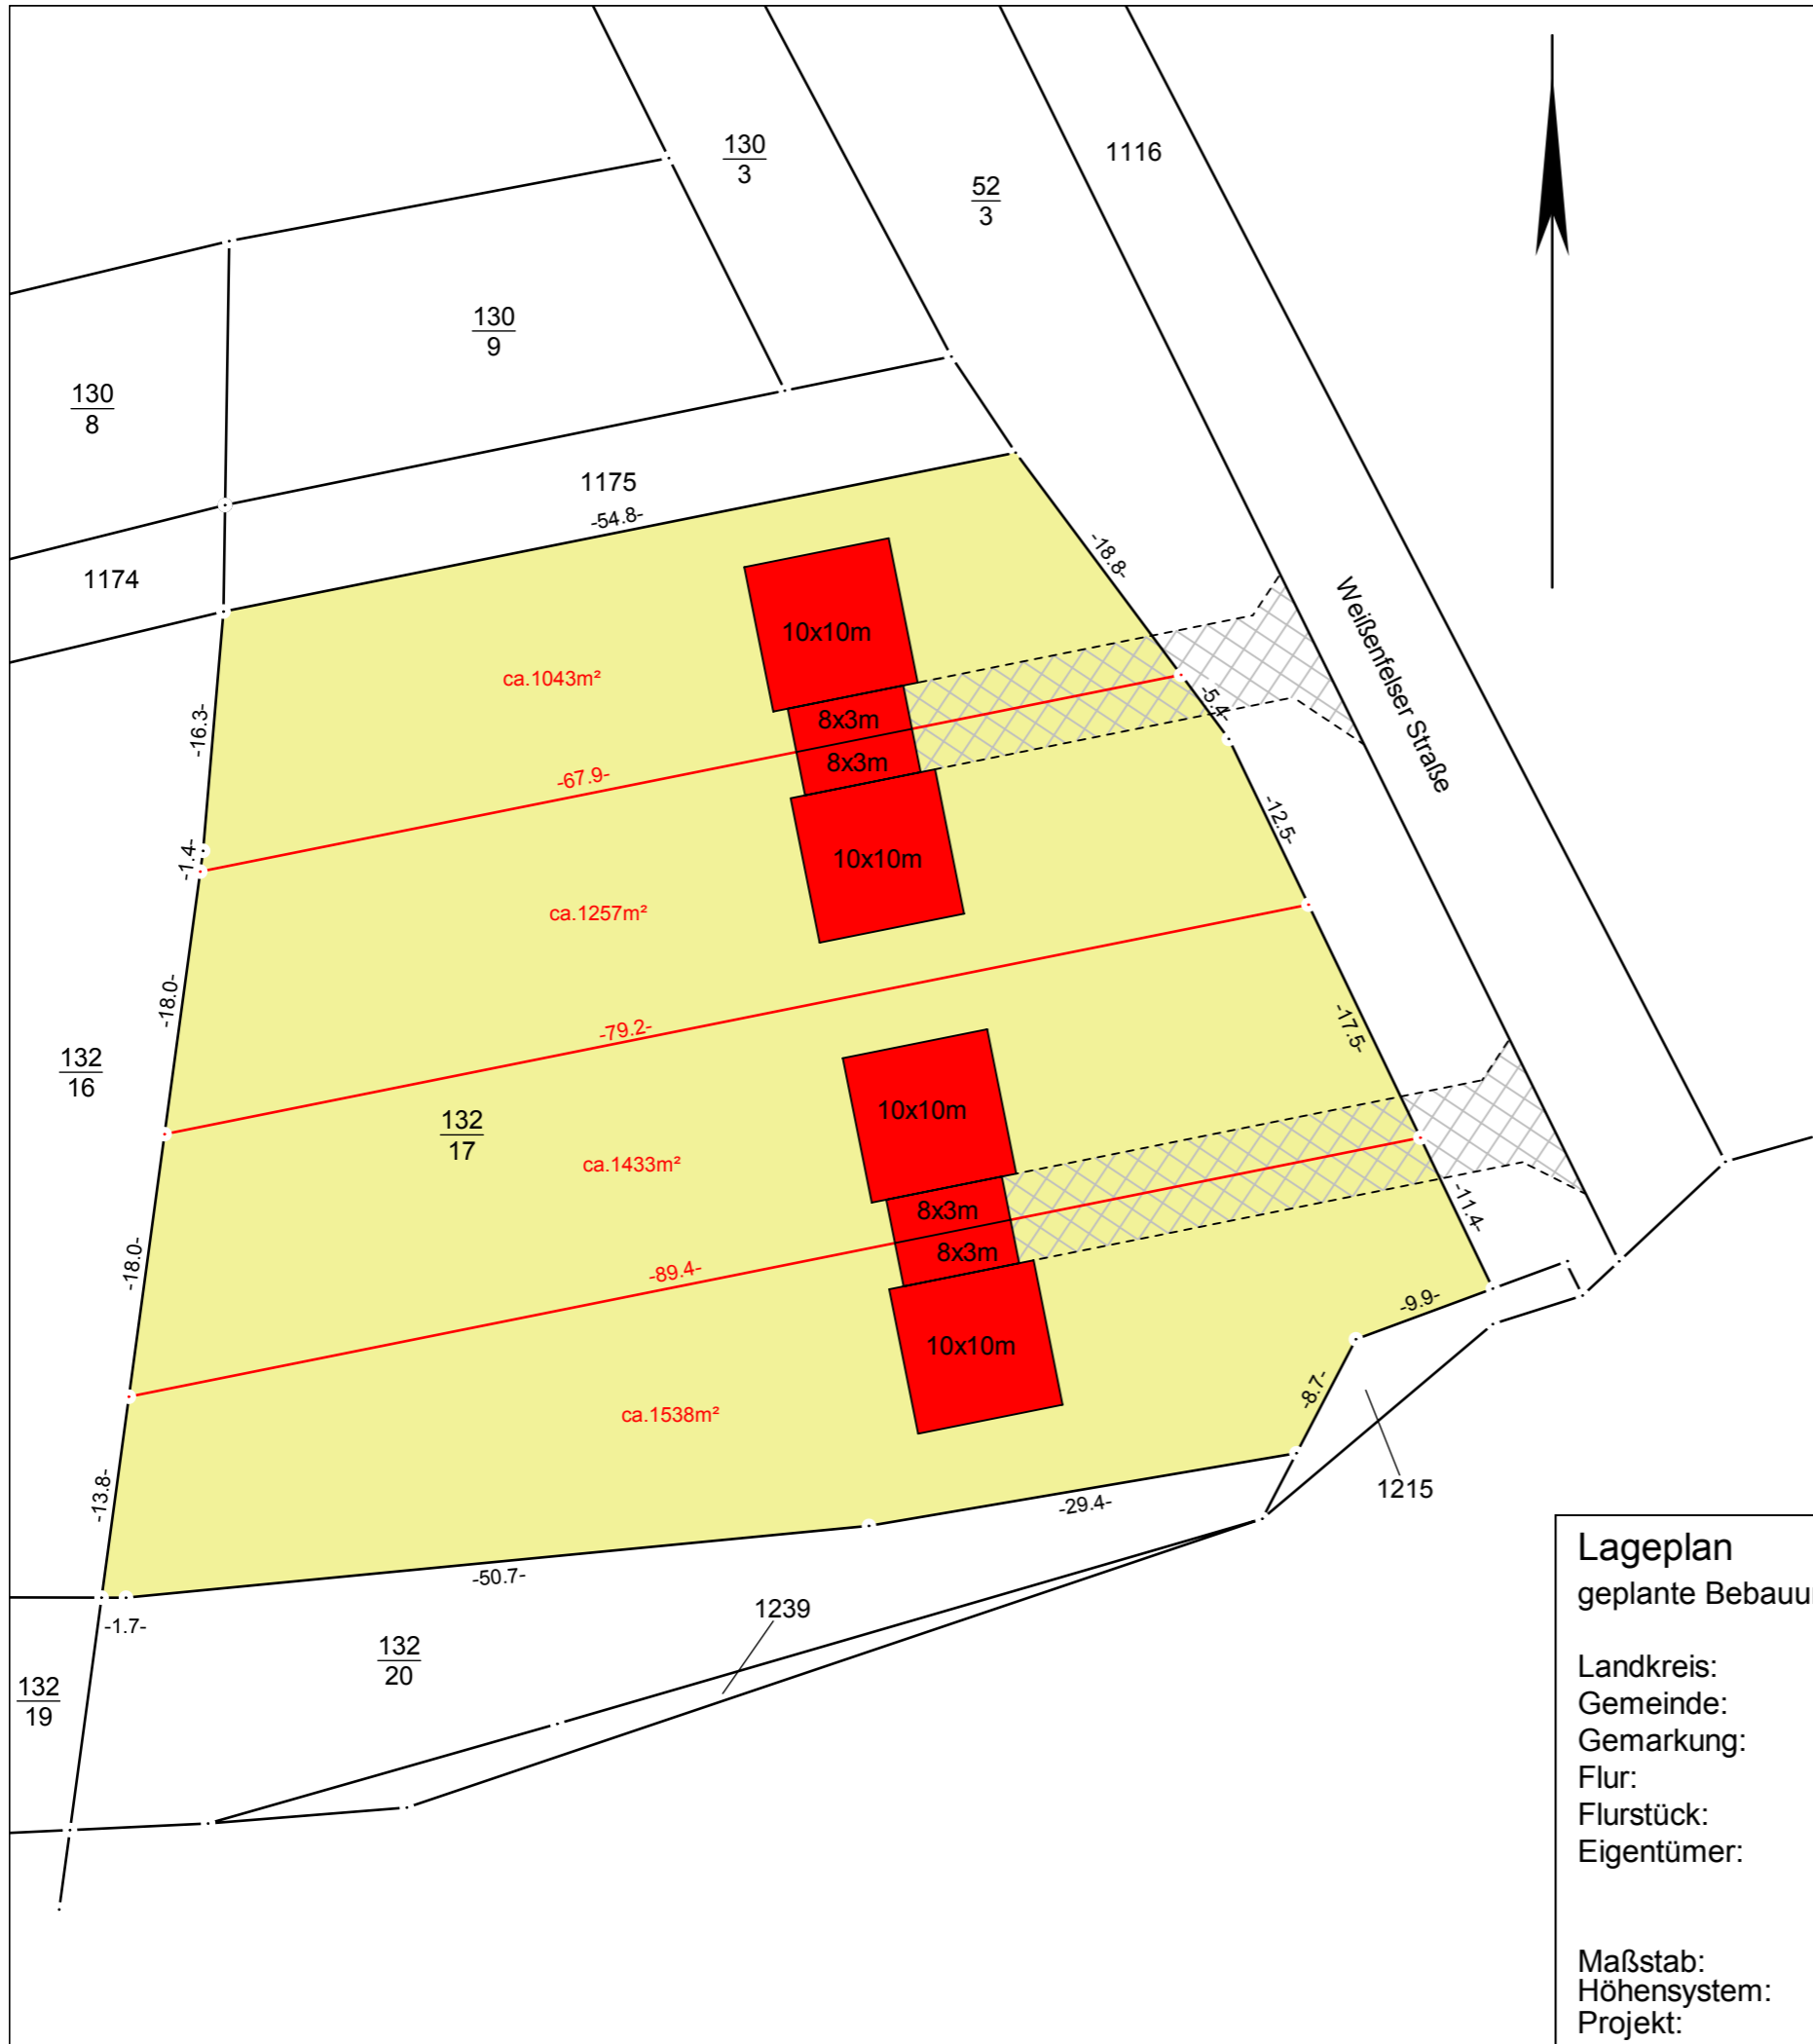 130
3
1116
52
3
130
9
130
8
1175
-54.8-
1174
-18.8-
10x10m
Weißenfelser Straße
ca.1043m²
-5.4-
-16.3-
8x3m
8x3m
-67.9-
-12.5-
-1.4-
10x10m
ca.1257m²
-18.0-
-79.2-
-17.5-
132
16
132
17
10x10m
ca.1433m²
8x3m
-11.4-
8x3m
-18.0-
-89.4-
-9.9-
10x10m
-8.7-
ca.1538m²
-13.8-
1215
-29.4-
-50.7-
-1.7-
1239
132
20
132
19
Lageplan
geplante Bebauu
Landkreis:
Gemeinde:
Gemarkung:
Flur:
Flurstück:
Eigentümer:
Maßstab:
Höhensystem:
Projekt: